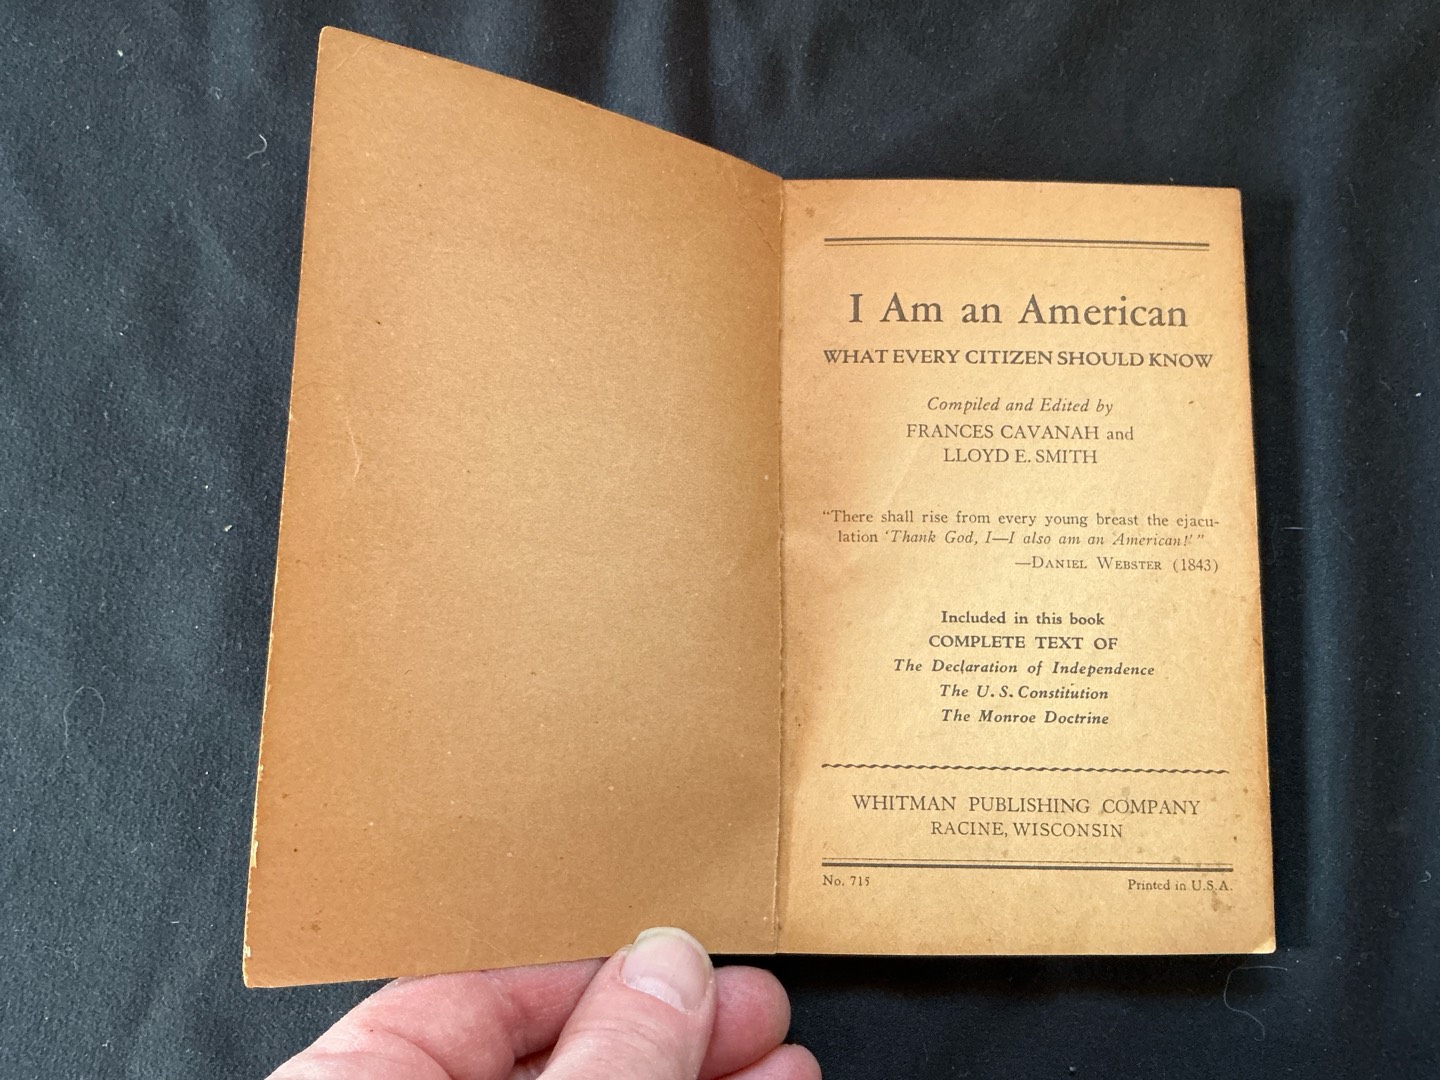 I Am an American
WHAT EVERY CITIZEN SHOULD KNOW
Compiled and Edited by
FRANCES CAVANAH and
LLOYD E. SMITH
“There shall rise from every young breast the ejacu-
lation ‘Thank God, I—I also am an American!’”
—DANIEL WEBSTER (1843)
Included in this book
COMPLETE TEXT OF
The Declaration of Independence
The U. S. Constitution
The Monroe Doctrine
WHITMAN PUBLISHING COMPANY
RACINE, WISCONSIN
No. 715
Printed in U.S.A.